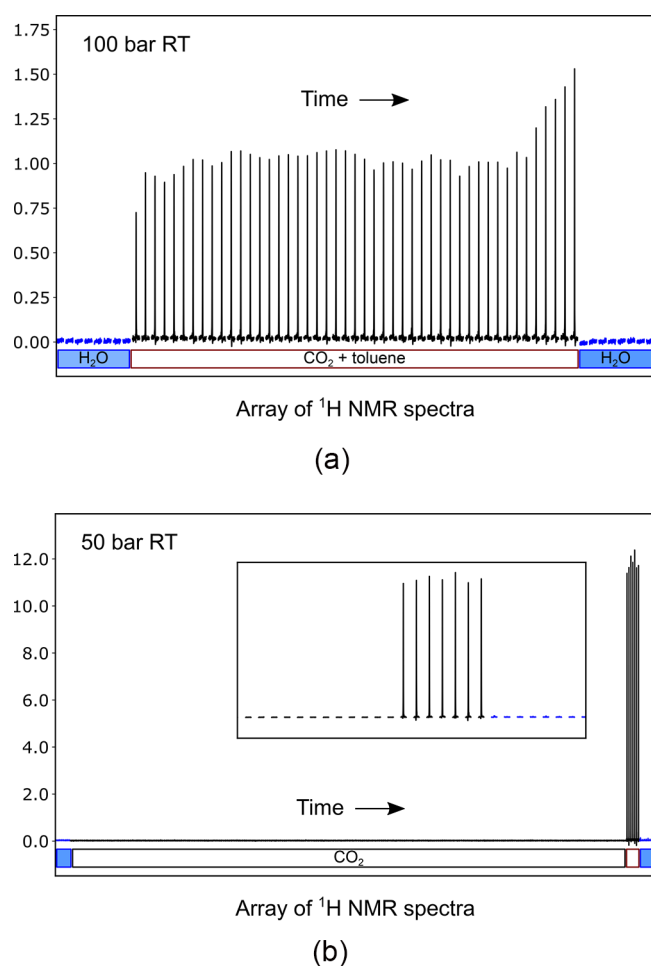 1.75
100 bar RT
1.50
Time
1.25
1.00
0.75
0.50
0.25
0.00
H₂O CO₂ + toluene H₂O
Array of ¹H NMR spectra
(a)
50 bar RT
12.0
10.0
8.0
6.0
4.0
2.0
Time
0.0
CO₂
Array of ¹H NMR spectra
(b)